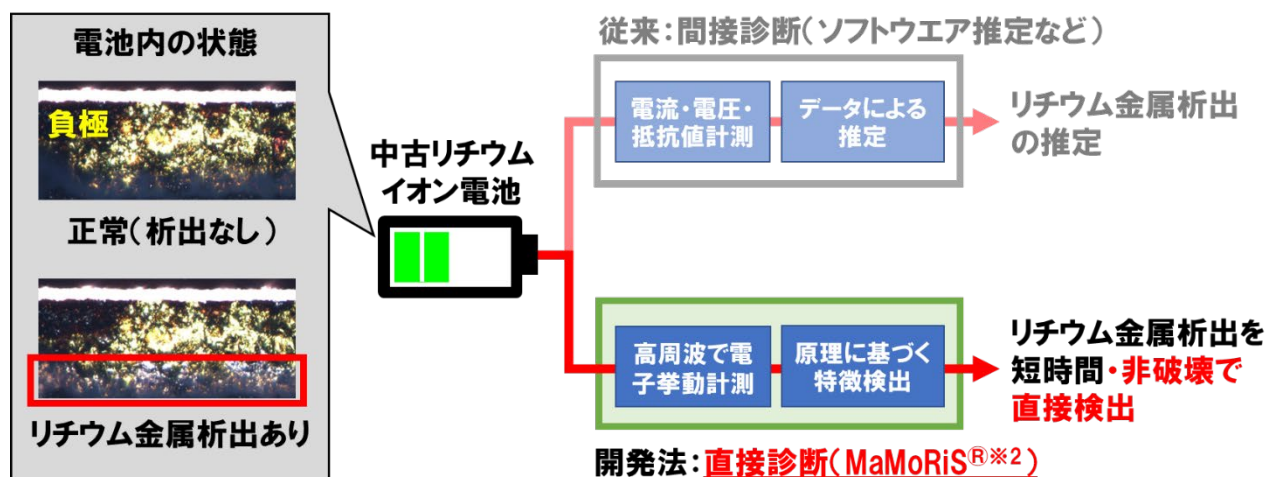 電池内の状態
負極
正常(析出なし)
リチウム金属析出あり
中古リチウム
イオン電池
従来:間接診断(ソフトウエア推定など)
電流・電圧・
抵抗値計測
データによる
推定
リチウム金属析出
の推定
高周波で電
子挙動計測
原理に基づく
特徴検出
リチウム金属析出を
短時間・非破壊で
直接検出
開発法:直接診断(MaMoRiS®※2)